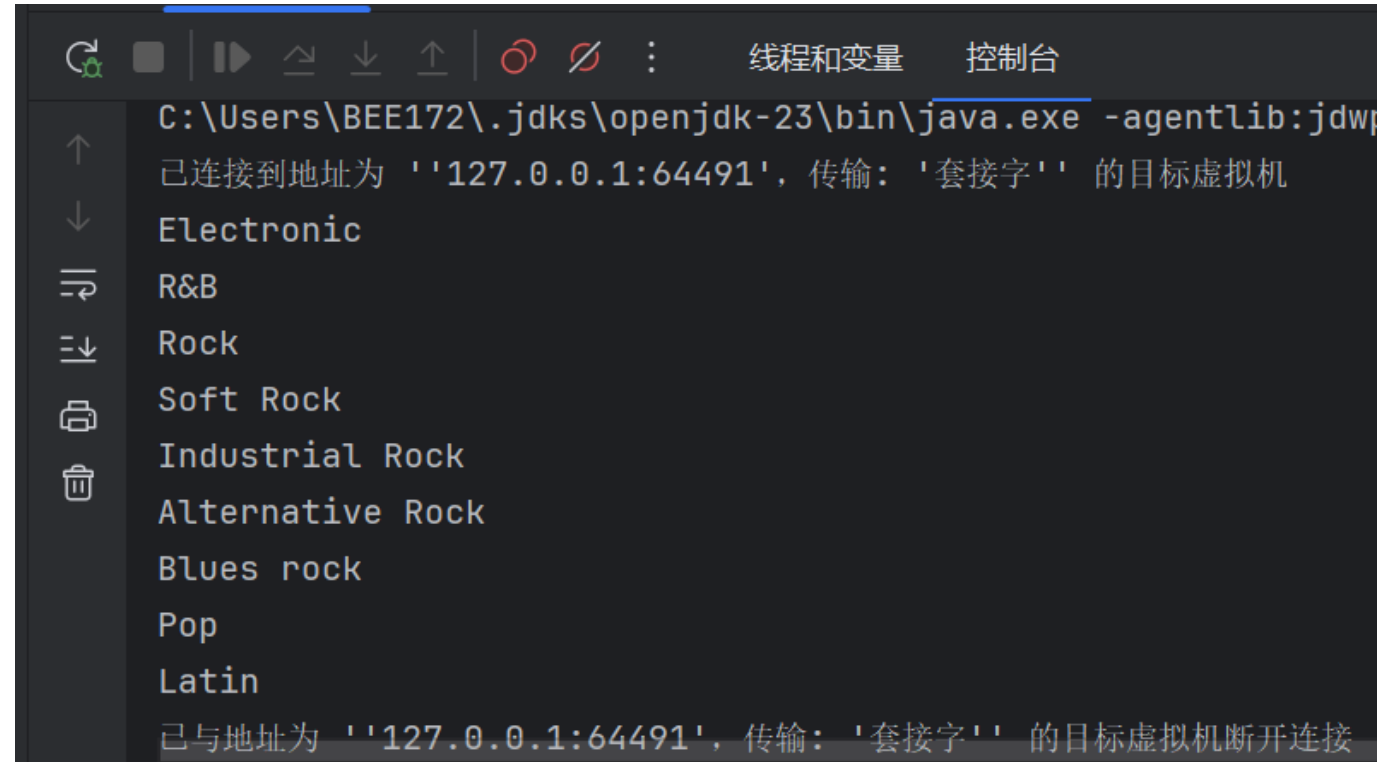 线程和变量 控制台
C:\Users\BEE172\.jdks\openjdk-23\bin\java.exe -agentlib:jdwp
已连接到地址为 ''127.0.0.1:64491'，传输: '套接字'' 的目标虚拟机
Electronic
R&B
Rock
Soft Rock
Industrial Rock
Alternative Rock
Blues rock
Pop
Latin
已与地址为 ''127.0.0.1:64491'，传输: '套接字'' 的目标虚拟机断开连接